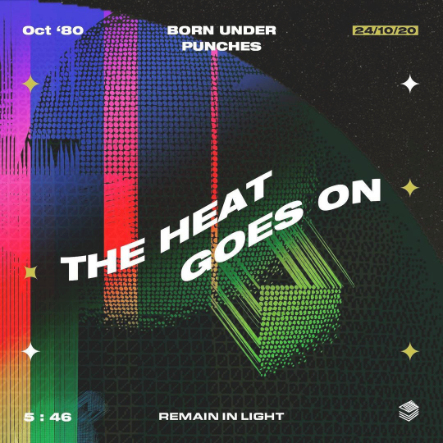 Oct ‘80
BORN UNDER
PUNCHES
24/10/20
THE HEAT
GOES ON
5 : 46
REMAIN IN LIGHT